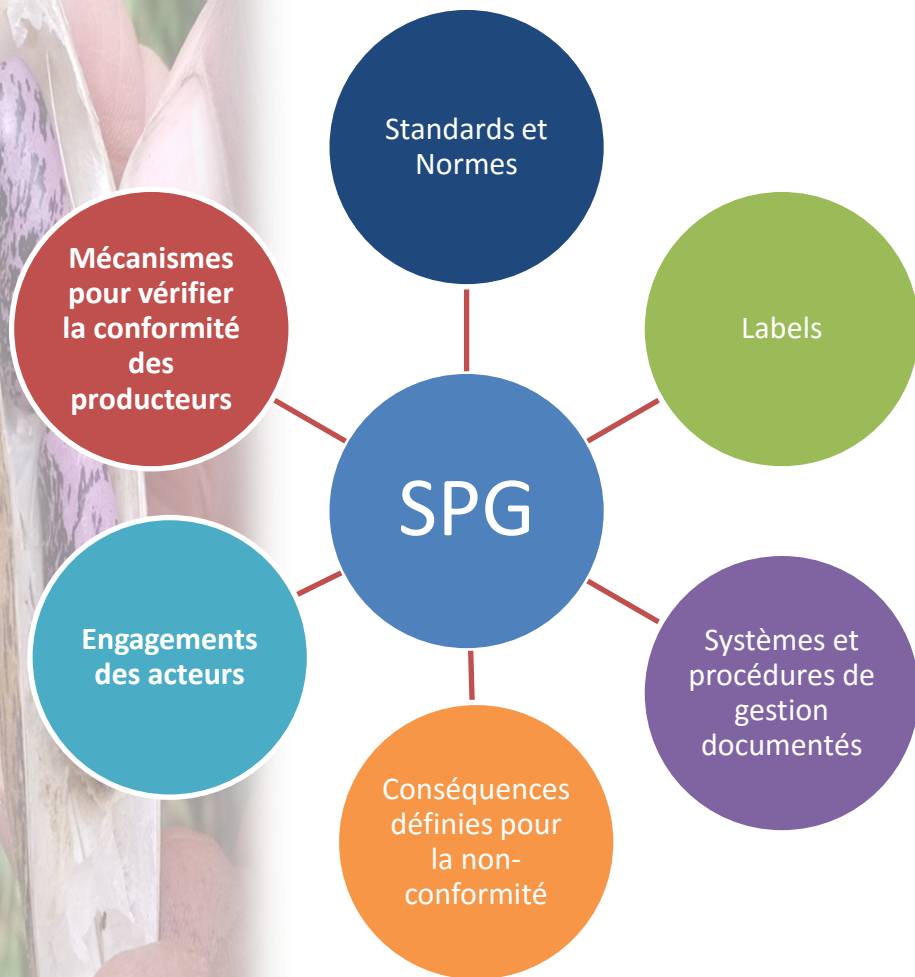 Standards et
Normes
Labels
Systèmes et
procédures de
gestion
documentés
Conséquences
définies pour
la non-
conformité
Engagements
des acteurs
Mécanismes
pour vérifier
la conformité
des
producteurs
SPG